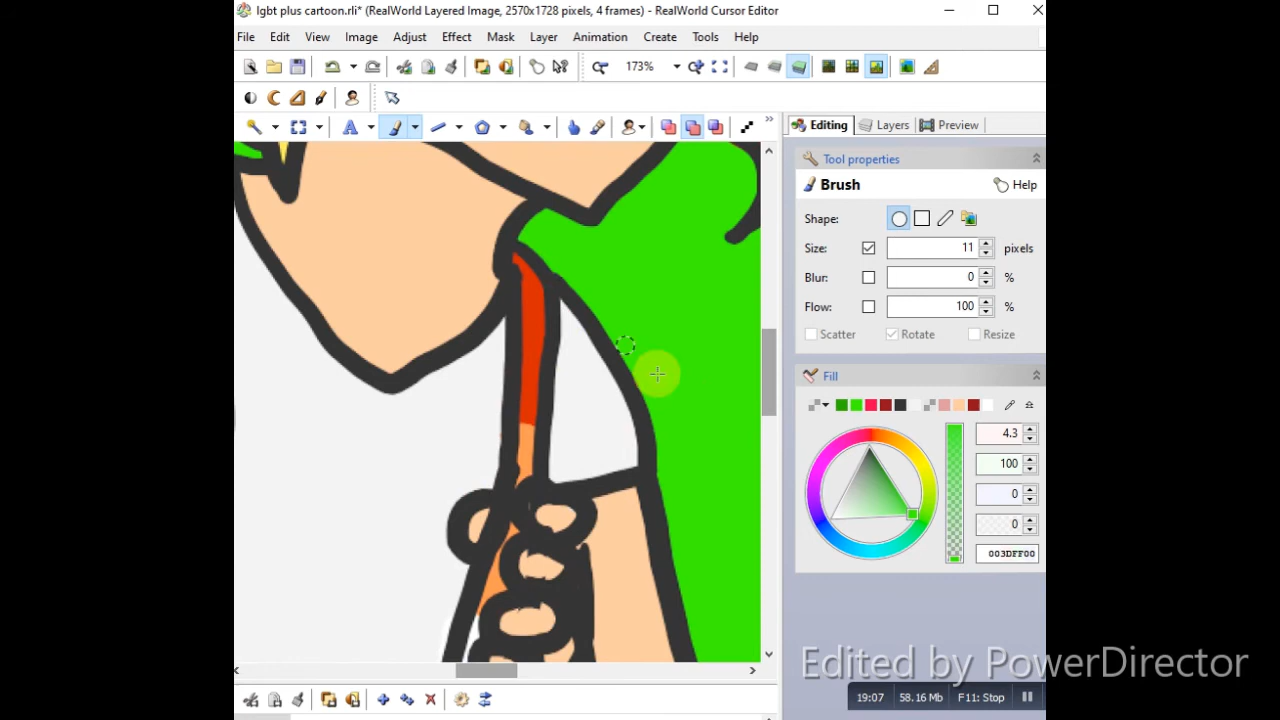 lgbt plus cartoon.rli* (RealWorld Layered Image, 2570x1728 pixels, 4 frames) - RealWorld Cursor Editor
File Edit View Image Adjust Effect Mask Layer Animation Create Tools Help
173%
Editing Layers Preview
Tool properties
Brush Help
Shape:
Size: 11 pixels
Blur: 0 %
Flow: 100 %
Scatter Rotate Resize
Fill
4.3
100
0
0
003DFF00
Edited by PowerDirector
19:07 58.16 Mb F11: Stop